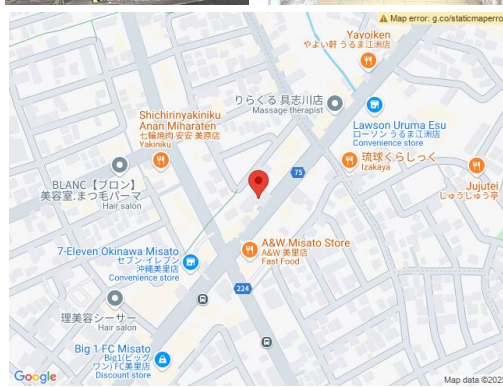 Map error: g.co/staticmaperro
Yayoiken
やよい軒 うるま江洲店
りらくる 具志川店
Massage therapist
Lawson Uruma Esu
ローソン うるま江洲店
Convenience store
Shichirinyakiniku
Anan Miharaten
七輪焼肉 安安 美原店
Yakiniku
琉球くらしっく
Izakaya
75
Jujutei
じゅうじゅう亭
BLANC【ブロン】
美容室.まつ毛パーマ
Hair salon
A&W Misato Store
A&W 美里店
Fast Food
7-Eleven Okinawa Misato
セブン-イレブン
沖縄美里店
Convenience store
224
理美容シーサー
Hair salon
Big 1 FC Misato
Big1(ビッグ
ワン) FC美里店
Discount store
Google
Map data ©202